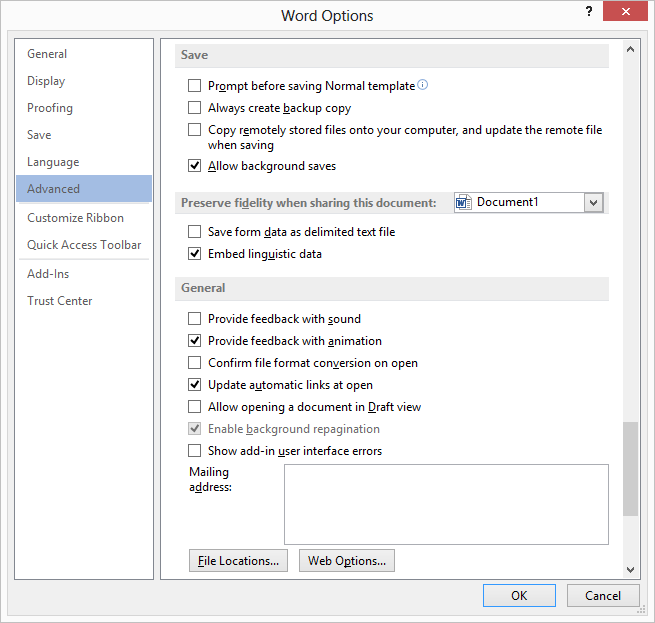 Word Options
?
General
Display
Proofing
Save
Language
Advanced
Customize Ribbon
Quick Access Toolbar
Add-Ins
Trust Center
Save
Prompt before saving Normal template
Always create backup copy
Copy remotely stored files onto your computer, and update the remote file
when saving
Allow background saves
Preserve fidelity when sharing this document:
Document1
Save form data as delimited text file
Embed linguistic data
General
Provide feedback with sound
Provide feedback with animation
Confirm file format conversion on open
Update automatic links at open
Allow opening a document in Draft view
Enable background repagination
Show add-in user interface errors
Mailing
address:
File Locations...
Web Options...
OK
Cancel